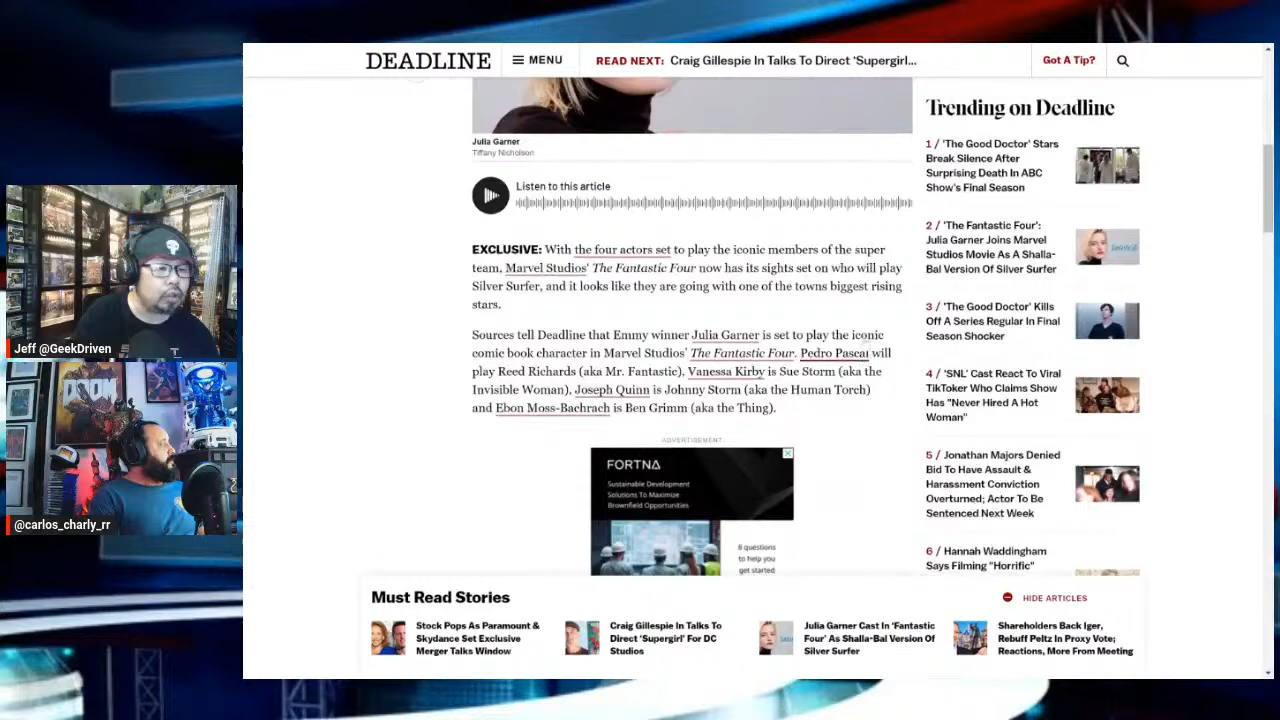 DEADLINE
MENU
READ NEXT: Craig Gillespie In Talks To Direct ‘Supergirl...
Got A Tip?
Julia Garner
Tiffany Nicholson
Listen to this article
EXCLUSIVE: With the four actors set to play the iconic members of the super
team, Marvel Studios’ The Fantastic Four now has its sights set on who will play
Silver Surfer, and it looks like they are going with one of the towns biggest rising
stars.
Sources tell Deadline that Emmy winner Julia Garner is set to play the iconic
comic book character in Marvel Studios’ The Fantastic Four. Pedro Pascal will
play Reed Richards (aka Mr. Fantastic), Vanessa Kirby is Sue Storm (aka the
Invisible Woman), Joseph Quinn is Johnny Storm (aka the Human Torch)
and Ebon Moss-Bachrach is Ben Grimm (aka the Thing).
ADVERTISEMENT
FORTNA
Sustainable Development
Solutions To Maximize
Brownfield Opportunities
8 questions
to help you
get started
Trending on Deadline
1 / 'The Good Doctor' Stars
Break Silence After
Surprising Death In ABC
Show's Final Season
2 / 'The Fantastic Four':
Julia Garner Joins Marvel
Studios Movie As A Shalla-
Bal Version Of Silver Surfer
3 / 'The Good Doctor' Kills
Off A Series Regular In Final
Season Shocker
4 / 'SNL' Cast React To Viral
TikToker Who Claims Show
Has "Never Hired A Hot
Woman"
5 / Jonathan Majors Denied
Bid To Have Assault &
Harassment Conviction
Overturned; Actor To Be
Sentenced Next Week
6 / Hannah Waddingham
Says Filming "Horrific"
Must Read Stories
HIDE ARTICLES
Stock Pops As Paramount &
Skydance Set Exclusive
Merger Talks Window
Craig Gillespie In Talks To
Direct ‘Supergirl’ For DC
Studios
Julia Garner Cast In ‘Fantastic
Four’ As Shalla-Bal Version Of
Silver Surfer
Shareholders Back Iger,
Rebuff Peltz In Proxy Vote;
Reactions, More From Meeting
Jeff @GeekDriven
DOOM
@carlos_charly_rr